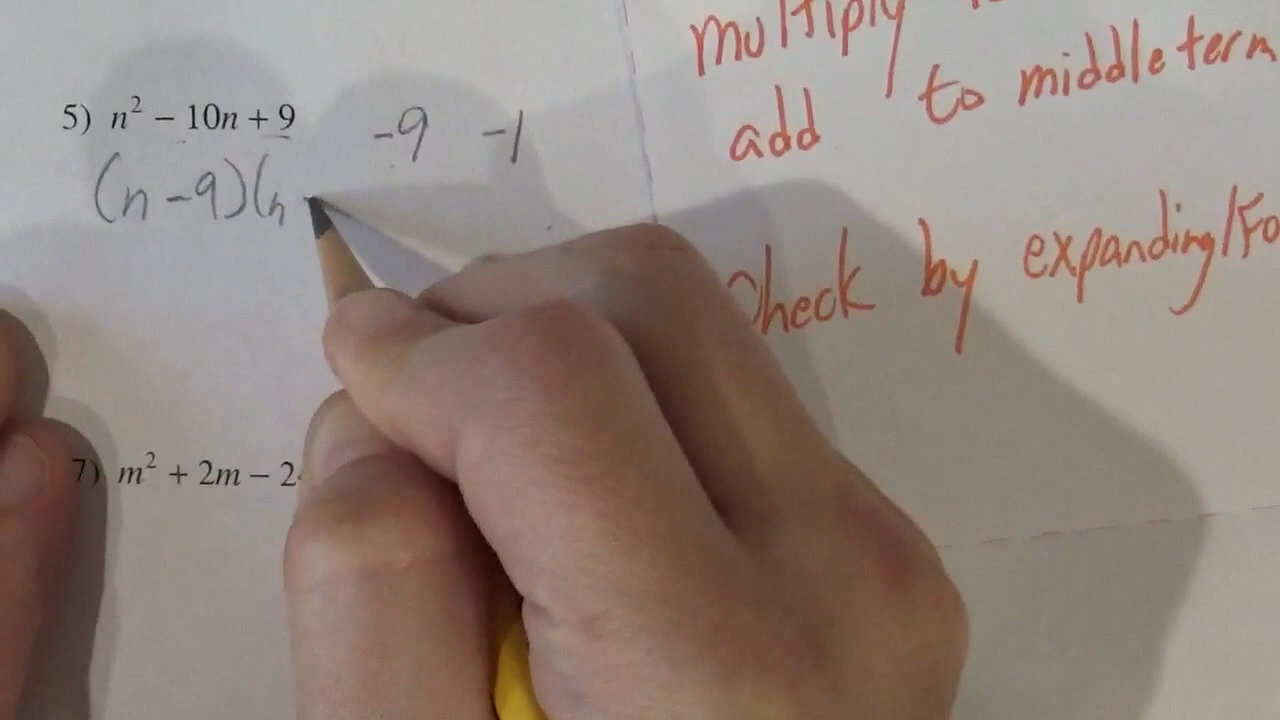 5) n² − 10n + 9
-9 -1
(n -9)(n
7) m² + 2m − 2
multiply
add to middle term
Check by expanding/Fo